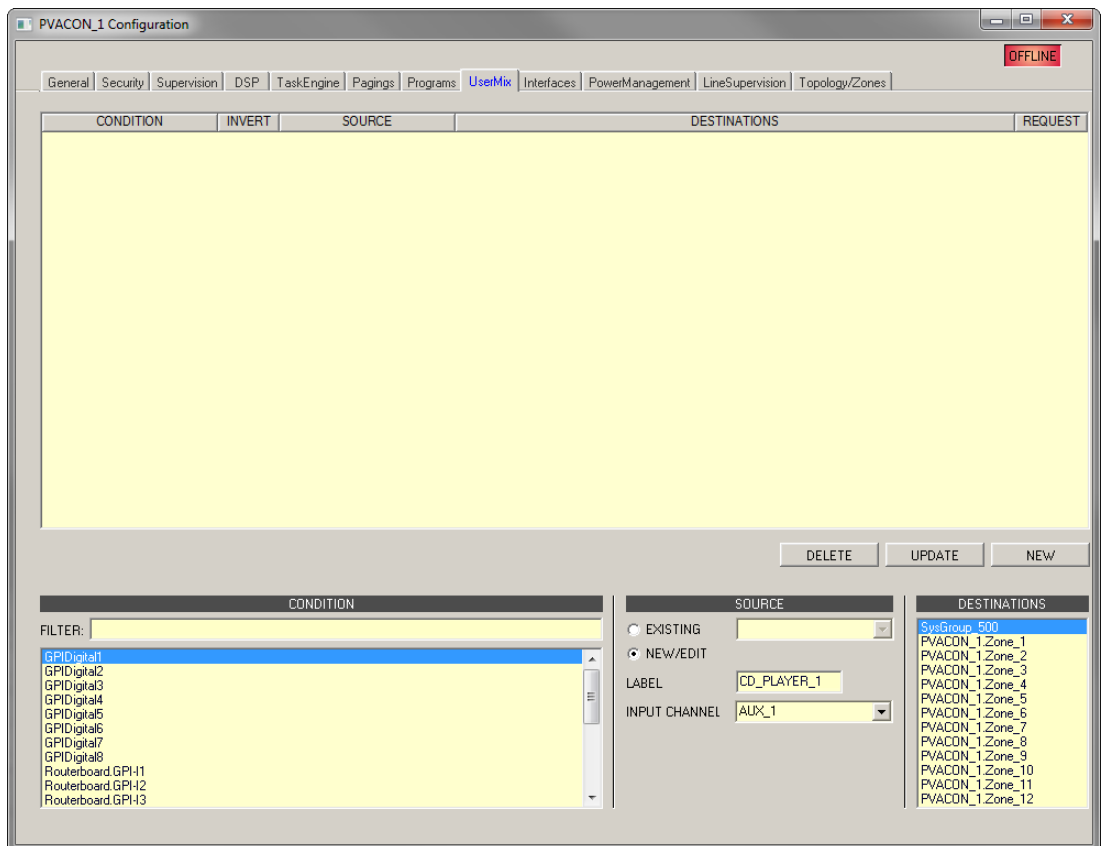 PVACON_1 Configuration
OFFLINE
General Security Supervision DSP TaskEngine Pagings Programs UserMix Interfaces PowerManagement LineSupervision Topology/Zones
CONDITION INVERT SOURCE DESTINATIONS REQUEST
DELETE UPDATE NEW
CONDITION
FILTER:
GPIDigital1
GPIDigital2
GPIDigital3
GPIDigital4
GPIDigital5
GPIDigital6
GPIDigital7
GPIDigital8
Routerboard.GPI-I1
Routerboard.GPI-I2
Routerboard.GPI-I3
SOURCE
EXISTING
NEW/EDIT
LABEL CD_PLAYER_1
INPUT CHANNEL AUX_1
DESTINATIONS
SysGroup_500
PVACON_1.Zone_1
PVACON_1.Zone_2
PVACON_1.Zone_3
PVACON_1.Zone_4
PVACON_1.Zone_5
PVACON_1.Zone_6
PVACON_1.Zone_7
PVACON_1.Zone_8
PVACON_1.Zone_9
PVACON_1.Zone_10
PVACON_1.Zone_11
PVACON_1.Zone_12